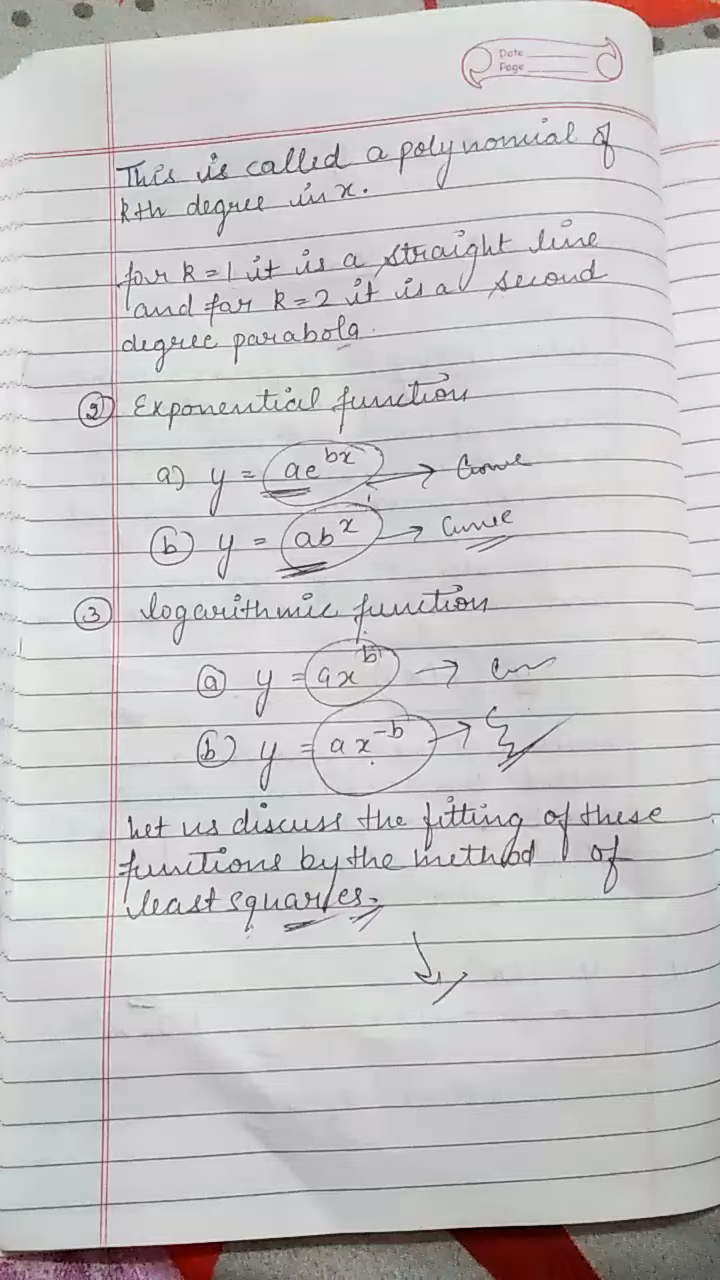 Date
Page
This is called a polynomial of
kth degree in x.
for k=1 it is a straight line
and for k=2 it is a second
degree parabola.
② Exponential function
a) y = ae^bx → Curve
ⓑ y = ab^x → Curve
③ logarithmic function
ⓐ y = ax^b →
ⓑ y = ax^-b →
Let us discuss the fitting of these
functions by the method of
least squares.